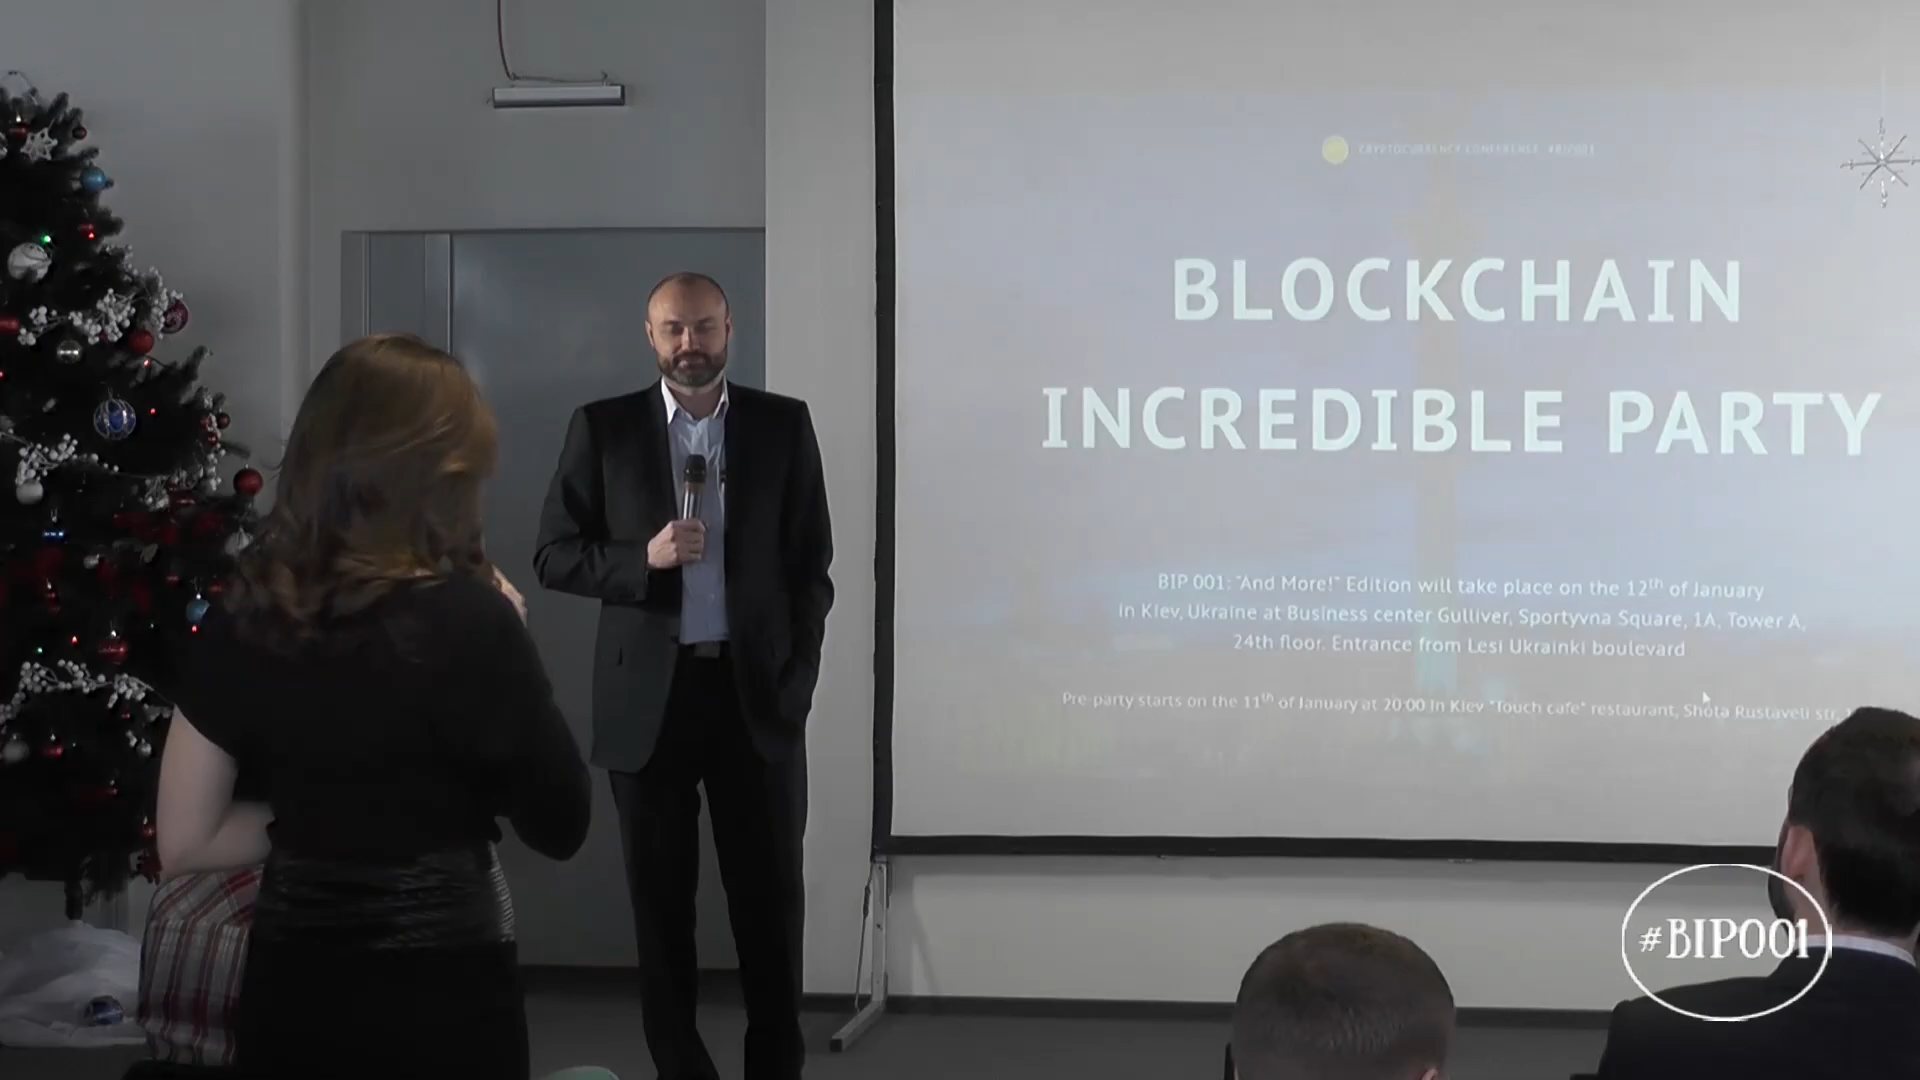 CRYPTOCURRENCY CONFERENCE #BIP001
BLOCKCHAIN
INCREDIBLE PARTY
BIP 001: "And More!" Edition will take place on the 12th of January
in Kiev, Ukraine at Business center Gulliver, Sportyvna Square, 1A, Tower A,
24th floor. Entrance from Lesi Ukrainki boulevard
Pre-party starts on the 11th of January at 20:00 in Kiev "Touch cafe" restaurant, Shota Rustaveli str,
#BIP001